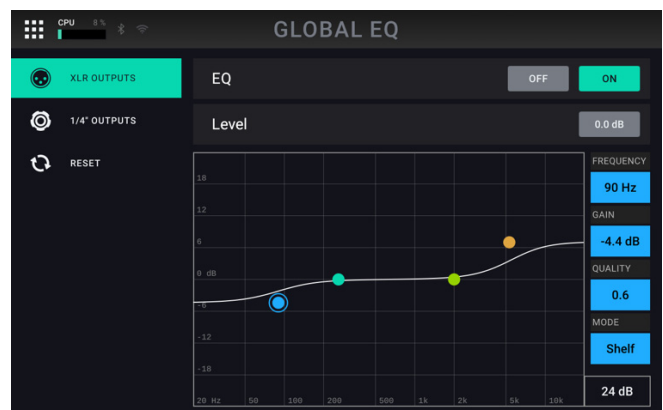 CPU 8 %
GLOBAL EQ
XLR OUTPUTS
1/4" OUTPUTS
RESET
EQ
OFF
ON
Level
0.0 dB
18
12
6
0 dB
-6
-12
-18
20 Hz 50 100 200 500 1k 2k 5k 10k
FREQUENCY
90 Hz
GAIN
-4.4 dB
QUALITY
0.6
MODE
Shelf
24 dB